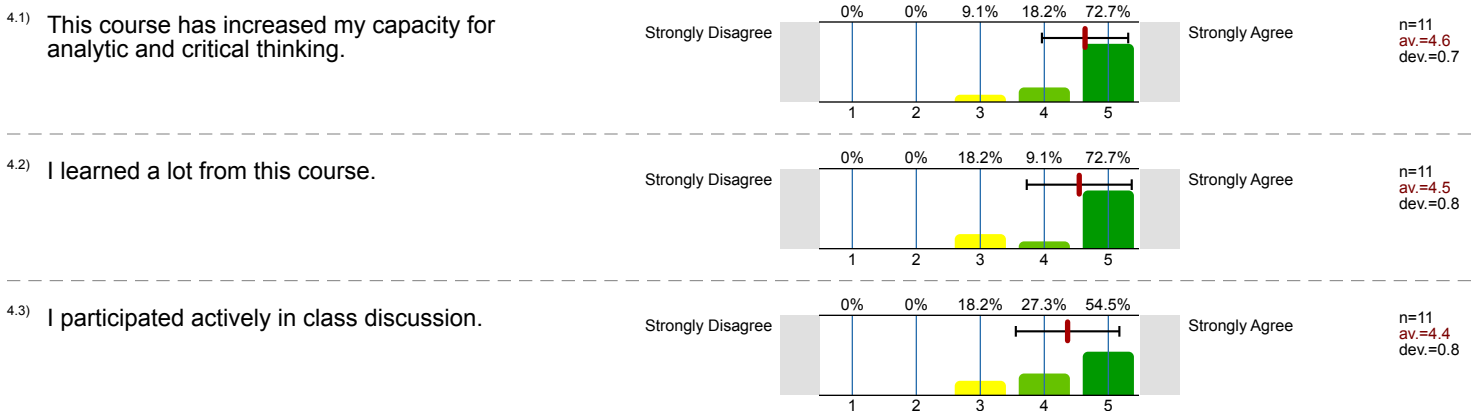 4.1) This course has increased my capacity for
analytic and critical thinking.
Strongly Disagree
0% 0% 9.1% 18.2% 72.7%
1 2 3 4 5
Strongly Agree
n=11
av.=4.6
dev.=0.7
4.2) I learned a lot from this course.
Strongly Disagree
0% 0% 18.2% 9.1% 72.7%
1 2 3 4 5
Strongly Agree
n=11
av.=4.5
dev.=0.8
4.3) I participated actively in class discussion.
Strongly Disagree
0% 0% 18.2% 27.3% 54.5%
1 2 3 4 5
Strongly Agree
n=11
av.=4.4
dev.=0.8